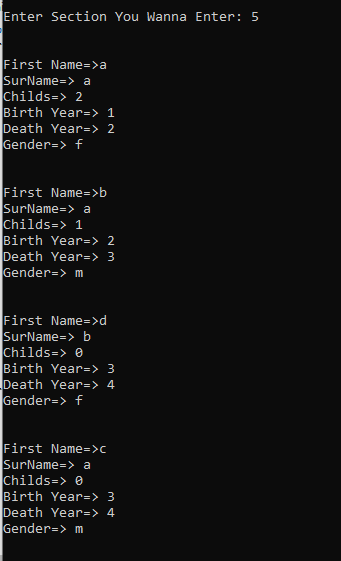 Enter Section You Wanna Enter: 5
First Name=>a
SurName=> a
Childs=> 2
Birth Year=> 1
Death Year=> 2
Gender=> f
First Name=>b
SurName=> a
Childs=> 1
Birth Year=> 2
Death Year=> 3
Gender=> m
First Name=>d
SurName=> b
Childs=> 0
Birth Year=> 3
Death Year=> 4
Gender=> f
First Name=>c
SurName=> a
Childs=> 0
Birth Year=> 3
Death Year=> 4
Gender=> m